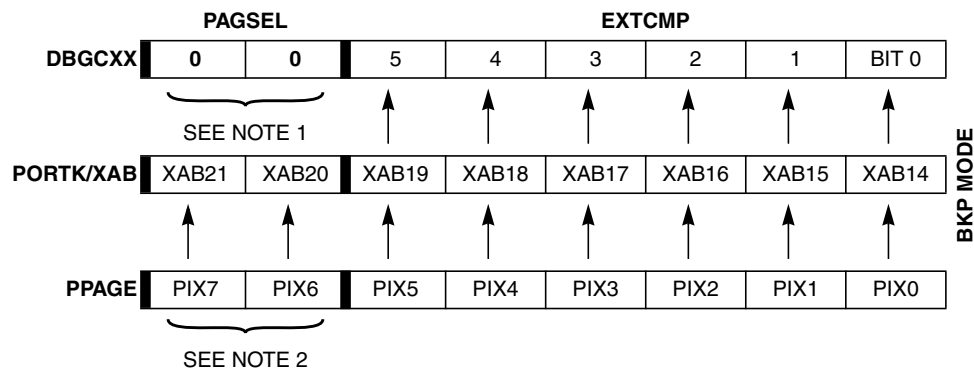 PAGSEL EXTCMP
DBGCXX 0 0 5 4 3 2 1 BIT 0
SEE NOTE 1
PORTK/XAB XAB21 XAB20 XAB19 XAB18 XAB17 XAB16 XAB15 XAB14
BKP MODE
PPAGE PIX7 PIX6 PIX5 PIX4 PIX3 PIX2 PIX1 PIX0
SEE NOTE 2